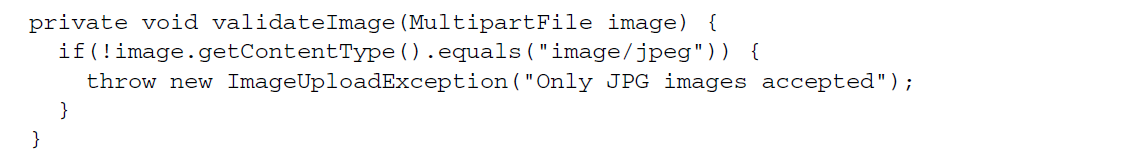 private void validateImage(MultipartFile image) {
if(!image.getContentType().equals("image/jpeg")) {
throw new ImageUploadException("Only JPG images accepted");
}
}